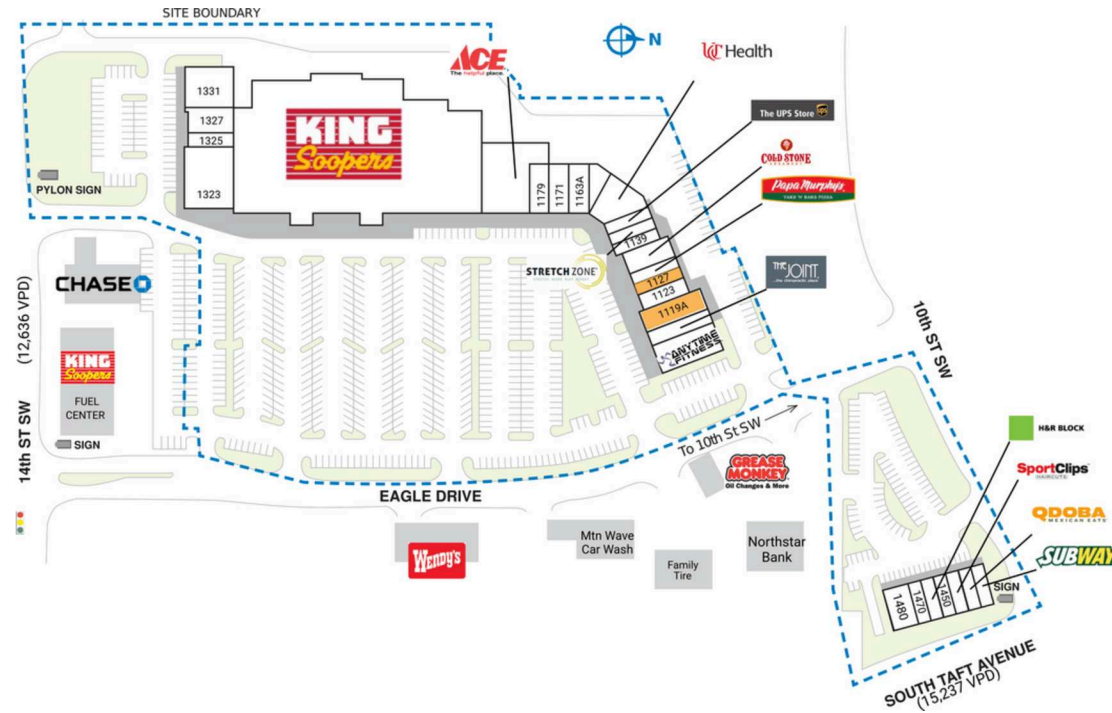 SITE BOUNDARY
N
ACE
The helpful place.
UC Health
The UPS Store
ups
COLD STONE
CREAMERY
Papa Murphy's
TAKE 'N' BAKE PIZZA
THE JOINT
...the chiropractic place
1331
1327
1325
1323
KING
Soopers
1179
1171
1163A
1139
1127
1123
1119A
ANYTIME
FITNESS
STRETCH ZONE
PYLON SIGN
CHASE
KING
Soopers
FUEL
CENTER
SIGN
14th ST SW (12,636 VPD)
EAGLE DRIVE
To 10th St SW
10th ST SW
GREASE
MONKEY
Oil Changes & More
WENDY'S
Mtn Wave
Car Wash
Family
Tire
Northstar
Bank
H&R BLOCK
SportClips
HAIRCUTS
QDOBA
MEXICAN EATS
SUBWAY
SIGN
1480
1470
1450
SOUTH TAFT AVENUE
(15,237 VPD)